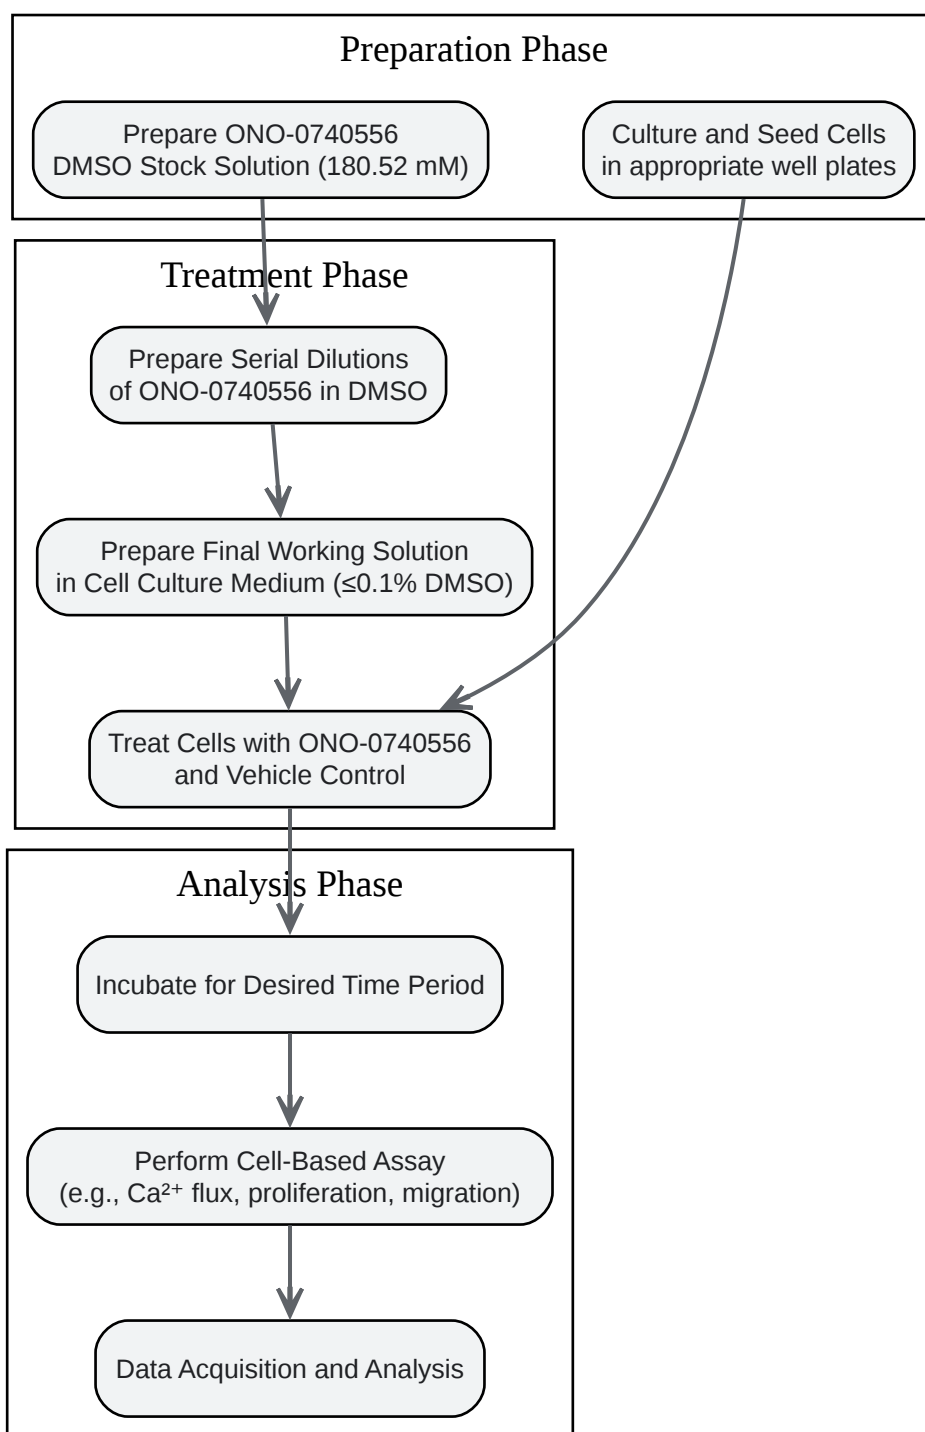 Preparation Phase
Prepare ONO-0740556
DMSO Stock Solution (180.52 mM)
Culture and Seed Cells
in appropriate well plates
Treatment Phase
Prepare Serial Dilutions
of ONO-0740556 in DMSO
Prepare Final Working Solution
in Cell Culture Medium (≤0.1% DMSO)
Treat Cells with ONO-0740556
and Vehicle Control
Analysis Phase
Incubate for Desired Time Period
Perform Cell-Based Assay
(e.g., Ca²⁺ flux, proliferation, migration)
Data Acquisition and Analysis